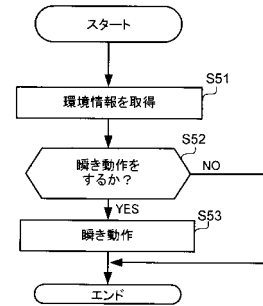 スタート
S51
環境情報を取得
S52
瞬き動作を
するか？
NO
YES
S53
瞬き動作
エンド